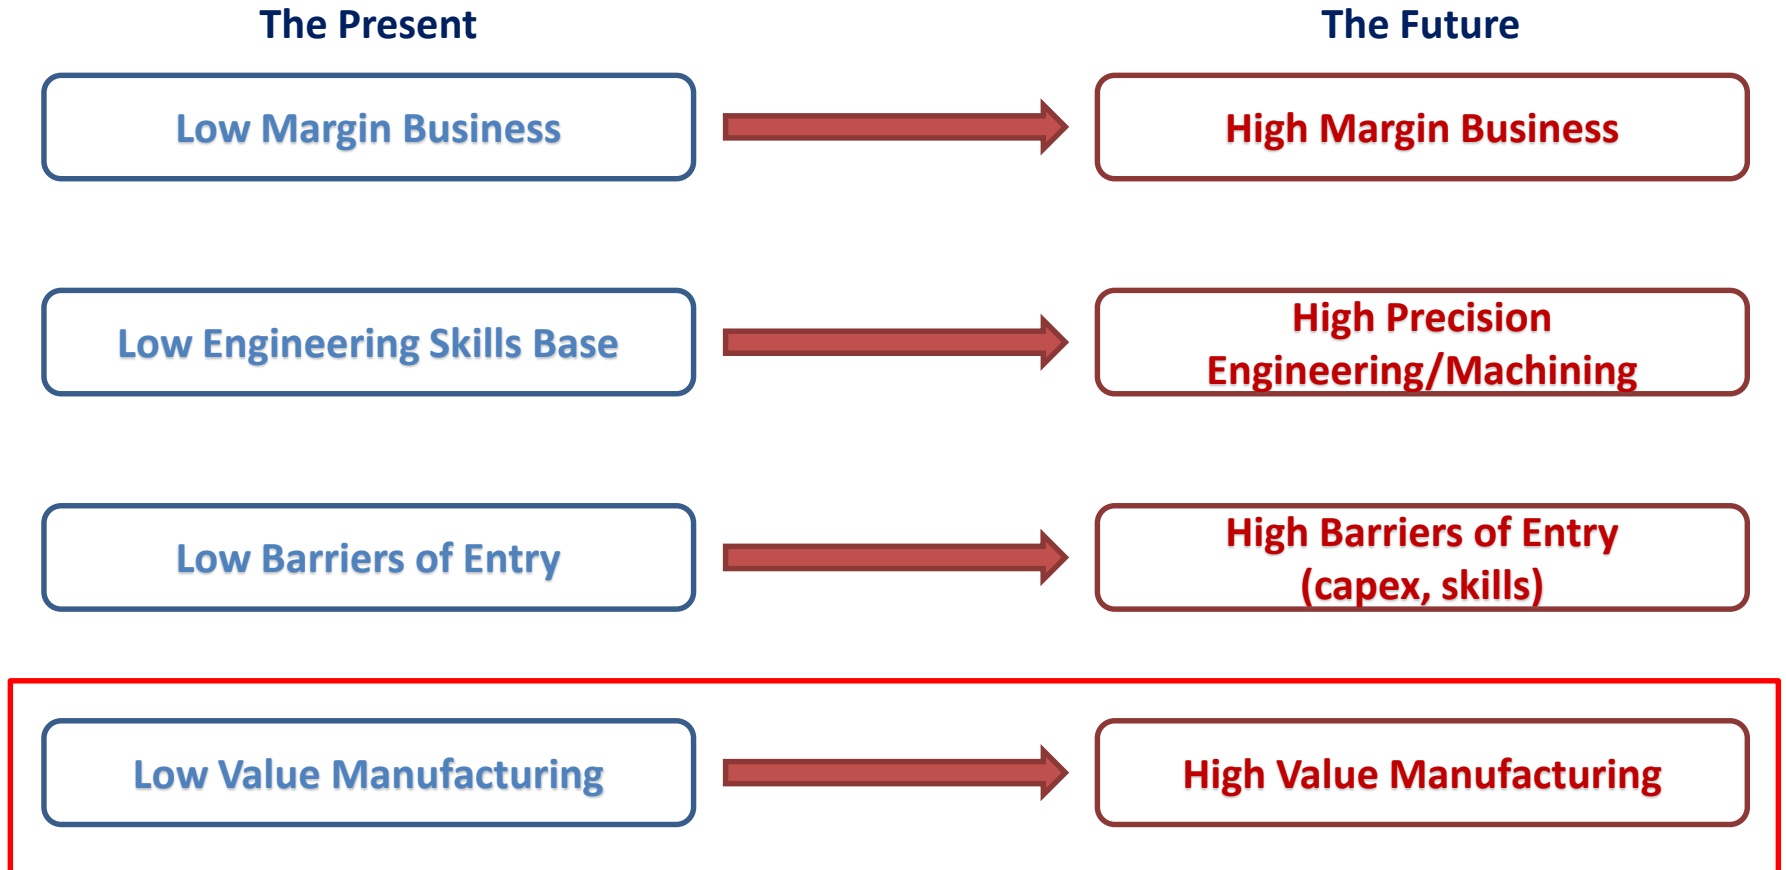 The Present
The Future
Low Margin Business
High Margin Business
Low Engineering Skills Base
High Precision
Engineering/Machining
Low Barriers of Entry
High Barriers of Entry
(capex, skills)
Low Value Manufacturing
High Value Manufacturing